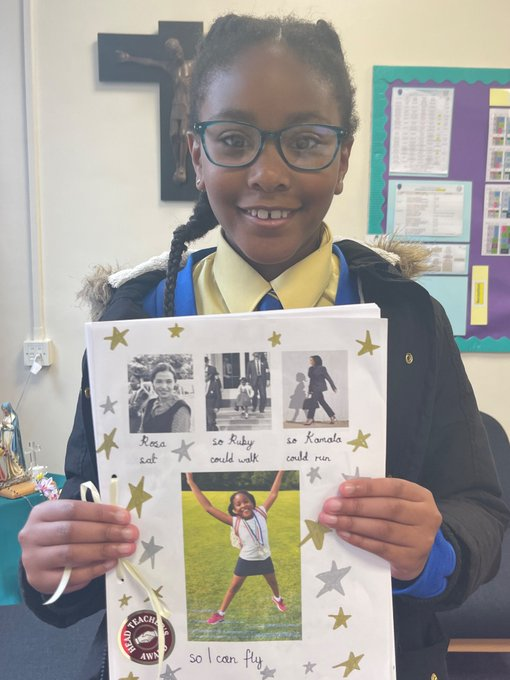 Rosa
sat
so Ruby
could walk
so Kamala
could run
so I can fly
HEAD TEACHER'S
AWARD